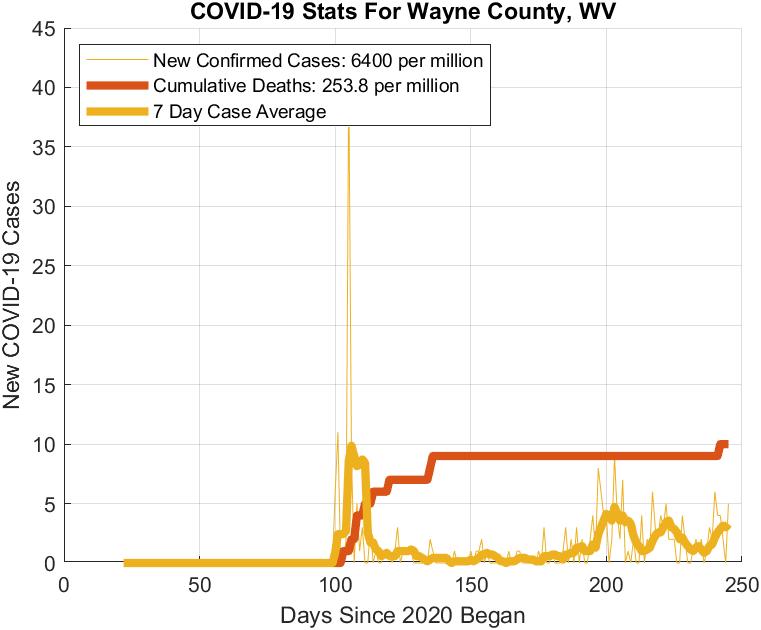 COVID-19 Stats For Wayne County, WV
45
40
35
30
25
20
15
10
5
0
New COVID-19 Cases
New Confirmed Cases: 6400 per million
Cumulative Deaths: 253.8 per million
7 Day Case Average
0 50 100 150 200 250
Days Since 2020 Began